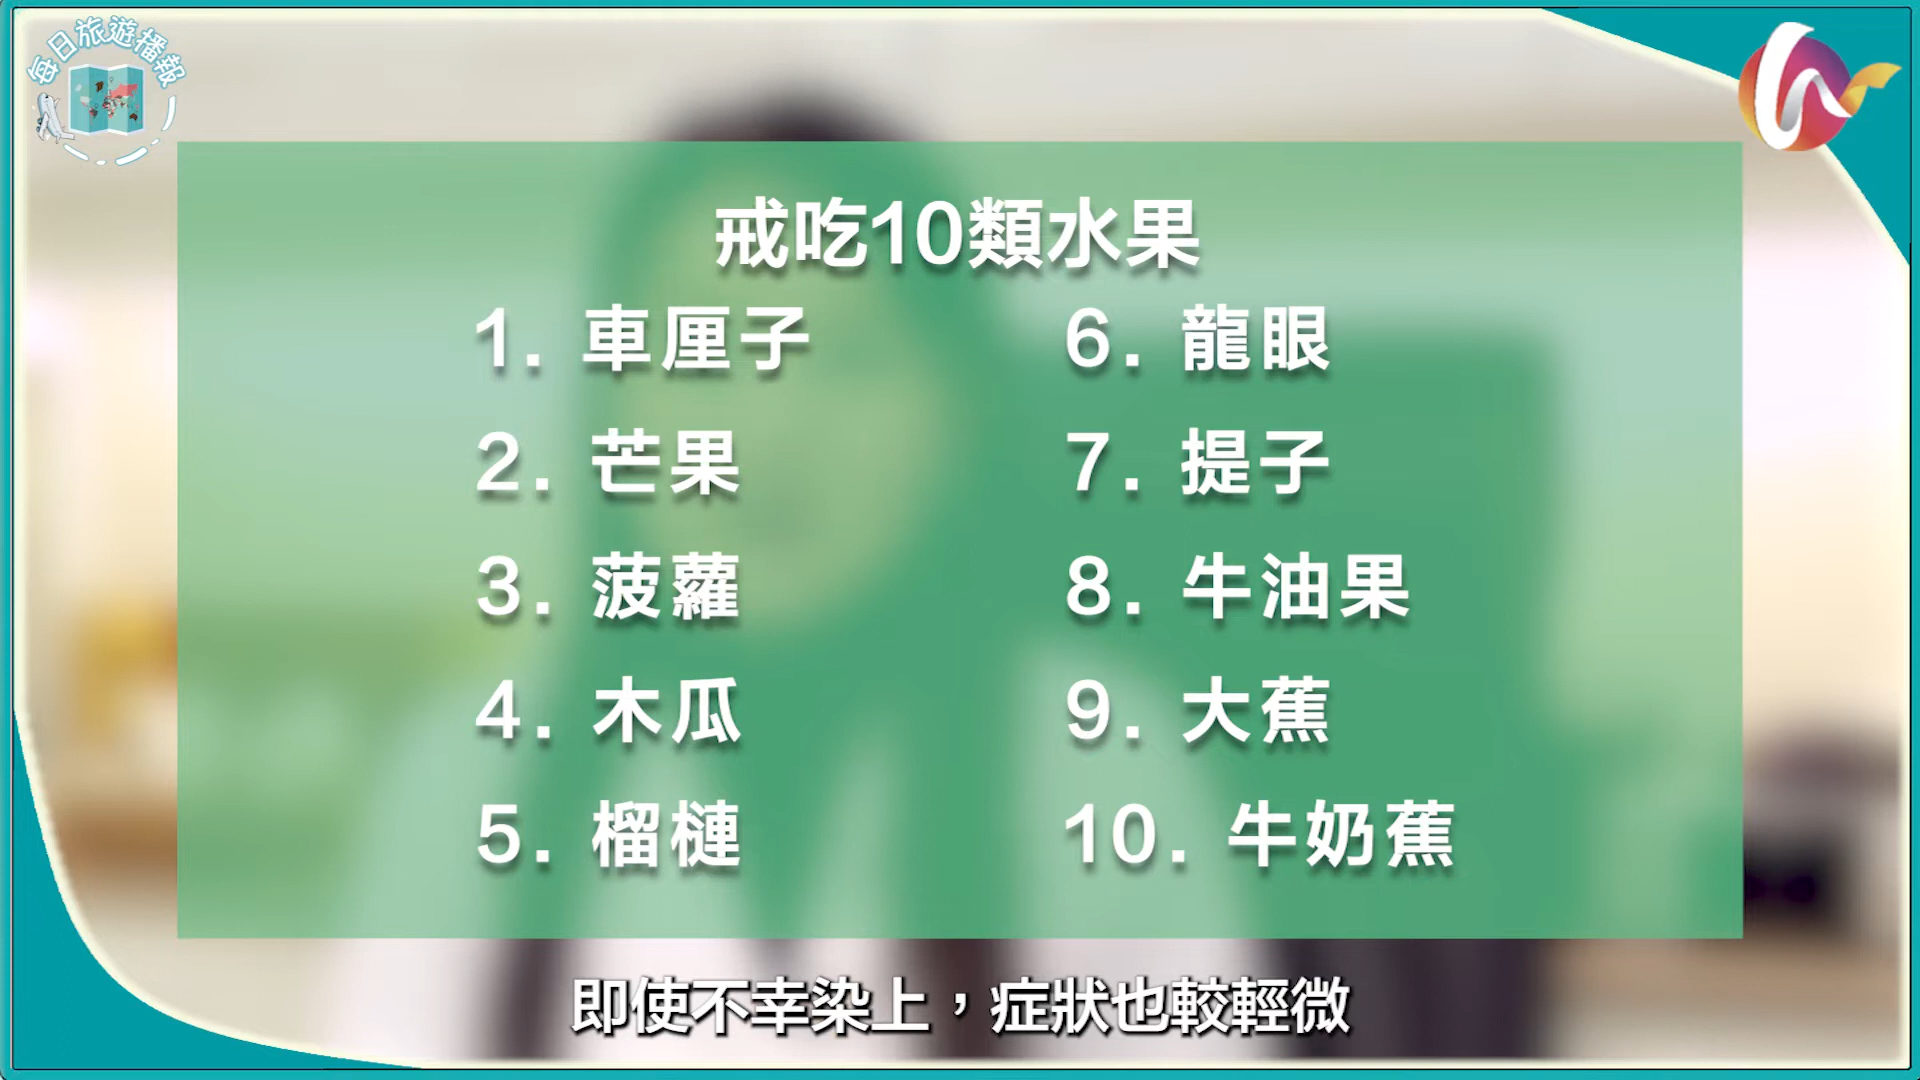 每日旅遊播報
戒吃10類水果
1. 車厘子
2. 芒果
3. 菠蘿
4. 木瓜
5. 榴槤
6. 龍眼
7. 提子
8. 牛油果
9. 大蕉
10. 牛奶蕉
即使不幸染上，症狀也較輕微